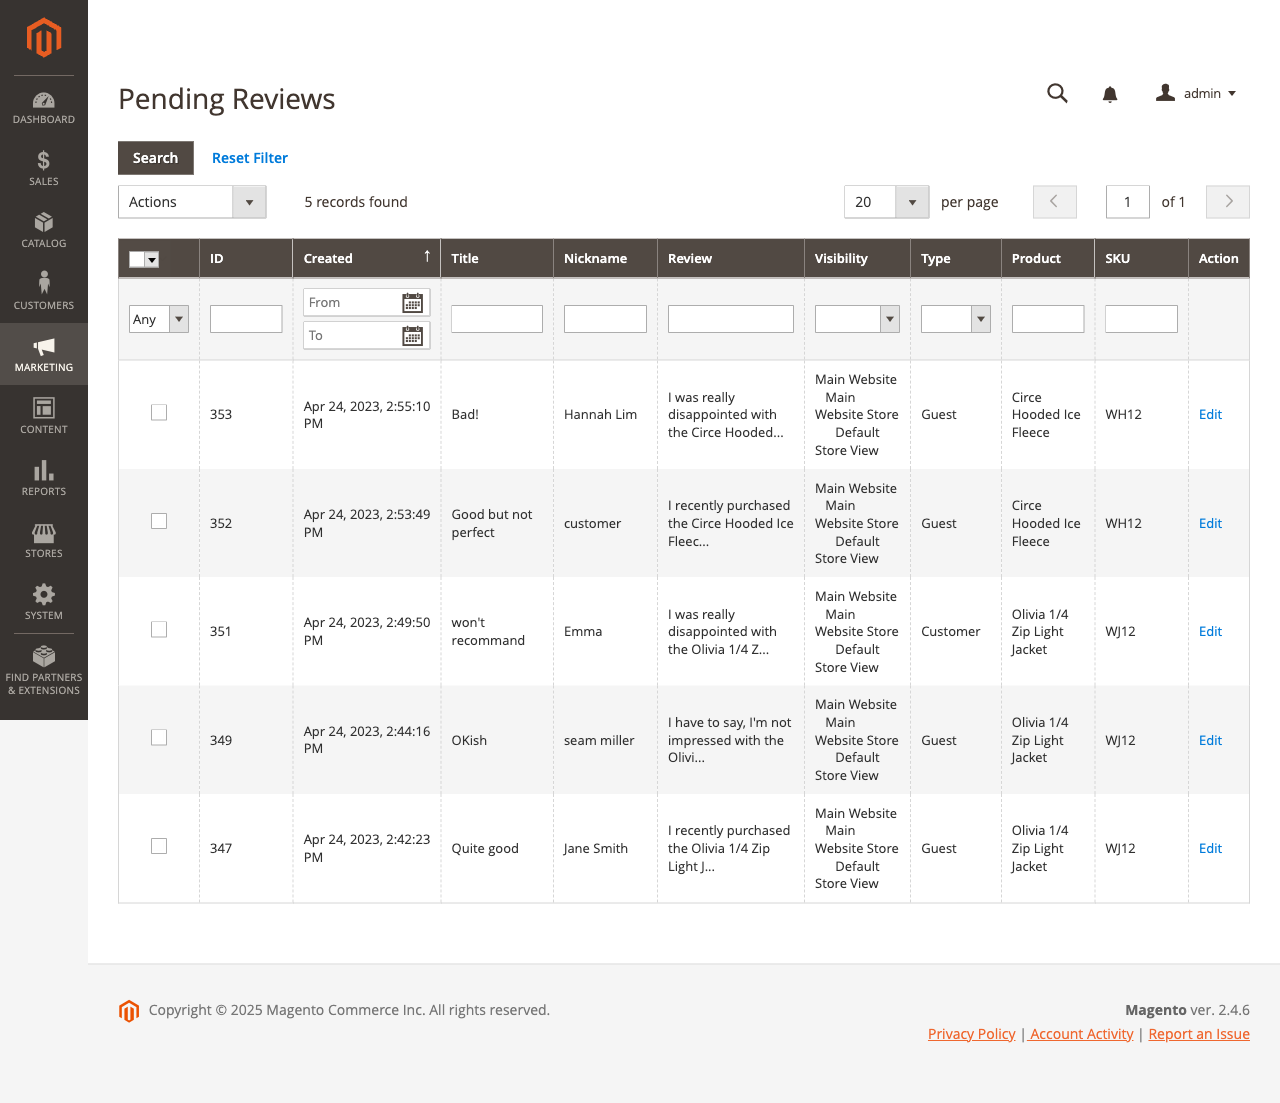 Pending Reviews
admin
DASHBOARD
SALES
CATALOG
CUSTOMERS
MARKETING
CONTENT
REPORTS
STORES
SYSTEM
FIND PARTNERS
& EXTENSIONS
Search Reset Filter
Actions 5 records found 20 per page 1 of 1
ID Created ↑ Title Nickname Review Visibility Type Product SKU Action
Any From
To
353
Apr 24, 2023, 2:55:10
PM
Bad!
Hannah Lim
I was really
disappointed with
the Circe Hooded...
Main Website
Main
Website Store
Default
Store View
Guest
Circe
Hooded Ice
Fleece
WH12
Edit
352
Apr 24, 2023, 2:53:49
PM
Good but not
perfect
customer
I recently purchased
the Circe Hooded Ice
Fleec...
Main Website
Main
Website Store
Default
Store View
Guest
Circe
Hooded Ice
Fleece
WH12
Edit
351
Apr 24, 2023, 2:49:50
PM
won't
recommand
Emma
I was really
disappointed with
the Olivia 1/4 Z...
Main Website
Main
Website Store
Default
Store View
Customer
Olivia 1/4
Zip Light
Jacket
WJ12
Edit
349
Apr 24, 2023, 2:44:16
PM
OKish
seam miller
I have to say, I'm not
impressed with the
Olivi...
Main Website
Main
Website Store
Default
Store View
Guest
Olivia 1/4
Zip Light
Jacket
WJ12
Edit
347
Apr 24, 2023, 2:42:23
PM
Quite good
Jane Smith
I recently purchased
the Olivia 1/4 Zip
Light J...
Main Website
Main
Website Store
Default
Store View
Guest
Olivia 1/4
Zip Light
Jacket
WJ12
Edit
Copyright © 2025 Magento Commerce Inc. All rights reserved.
Magento ver. 2.4.6
Privacy Policy | Account Activity | Report an Issue